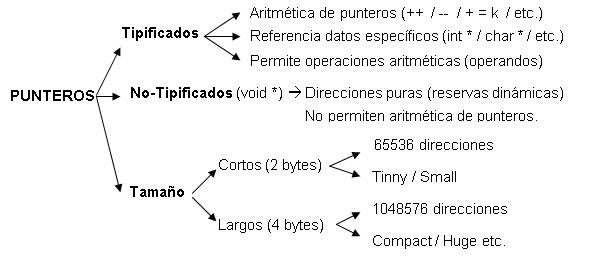 Aritmética de punteros (++ / -- / + = k / etc.)
Tipificados
Referencia datos específicos (int * / char * / etc.)
Permite operaciones aritméticas (operandos)
PUNTEROS
No-Tipificados (void *) → Direcciones puras (reservas dinámicas)
No permiten aritmética de punteros.
65536 direcciones
Cortos (2 bytes)
Tinny / Small
Tamaño
1048576 direcciones
Largos (4 bytes)
Compact / Huge etc.